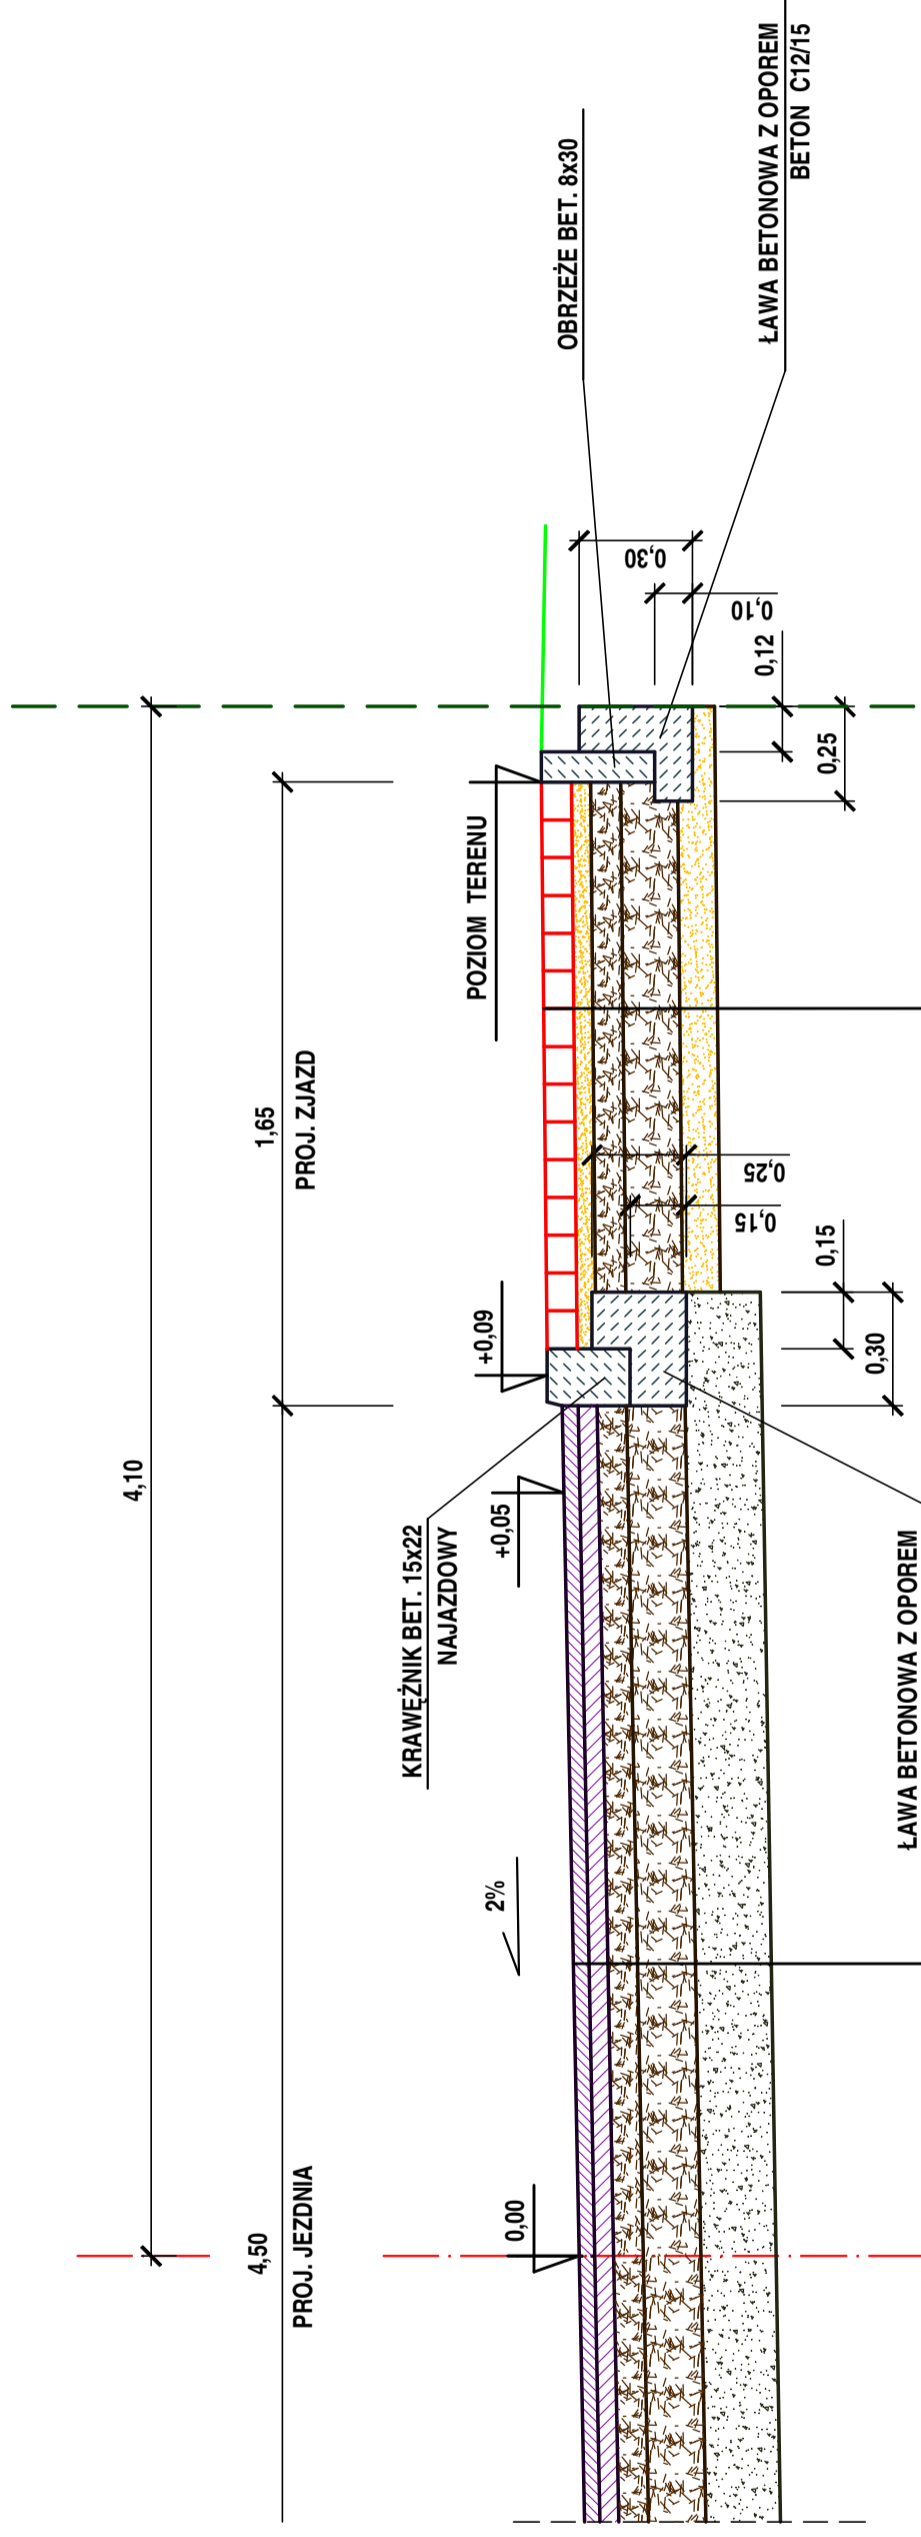 4,10
4,50
PROJ. JEZDNIA
1,65
PROJ. ZJAZD
KRAWĘŻNIK BET. 15x22
NAJAZDOWY
POZIOM TERENU
0,00
2%
+0,05
+0,09
OBRZEŻE BET. 8x30
0,30
0,10
0,12
0,25
0,25
0,15
0,15
0,30
ŁAWA BETONOWA Z OPOREM
BETON C12/15
ŁAWA BETONOWA Z OPOREM